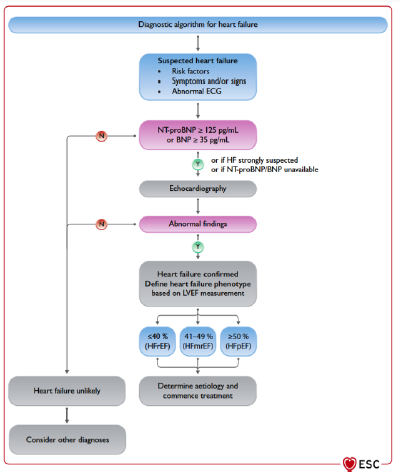 Diagnostic algorithm for heart failure
Suspected heart failure
• Risk factors
• Symptoms and/or signs
• Abnormal ECG
NT-proBNP ≥ 125 pg/mL
or BNP ≥ 35 pg/mL
N
Y
or if HF strongly suspected
or if NT-proBNP/BNP unavailable
Echocardiography
N
Abnormal findings
Y
Heart failure confirmed
Define heart failure phenotype
based on LVEF measurement
≤40 %
(HFrEF)
41–49 %
(HFmrEF)
≥50 %
(HFpEF)
Heart failure unlikely
Determine aetiology and
commence treatment
Consider other diagnoses
ESC